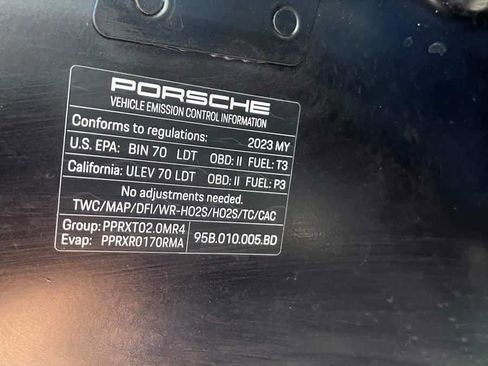 PORSCHE
VEHICLE EMISSION CONTROL INFORMATION
Conforms to regulations: 2023 MY
U.S. EPA: BIN 70 LDT OBD: II FUEL: T3
California: ULEV 70 LDT OBD: II FUEL: P3
No adjustments needed.
TWC/MAP/DFI/WR-HO2S/HO2S/TC/CAC
Group: PPRXT02.0MR4
Evap: PPRXR0170RMA
95B.010.005.BD